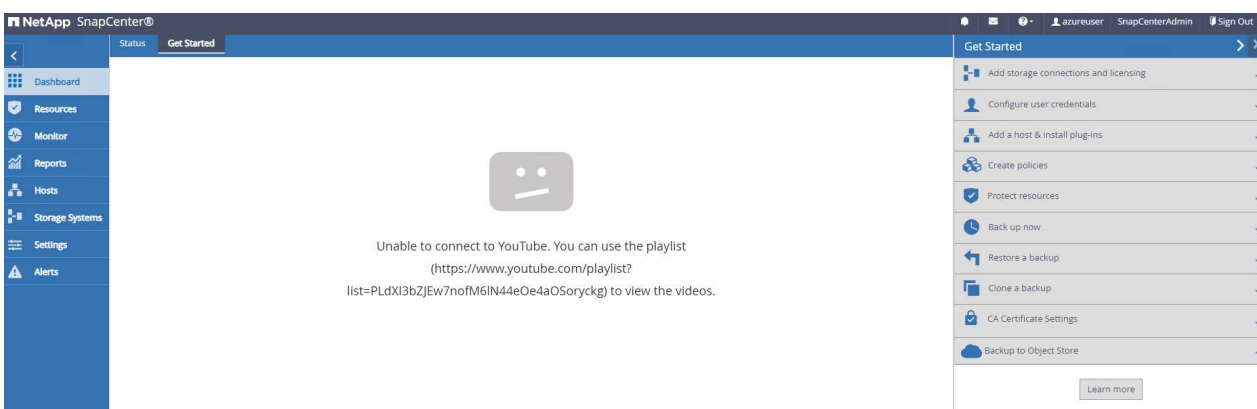 NetApp SnapCenter®
azureuser SnapCenterAdmin Sign Out
Status Get Started
Dashboard
Resources
Monitor
Reports
Hosts
Storage Systems
Settings
Alerts
Unable to connect to YouTube. You can use the playlist
(https://www.youtube.com/playlist?
list=PLdXI3bZJEw7nofM6lN44eOe4aOSoryckg) to view the videos.
Get Started
Add storage connections and licensing
Configure user credentials
Add a host & install plug-ins
Create policies
Protect resources
Back up now
Restore a backup
Clone a backup
CA Certificate Settings
Backup to Object Store
Learn more